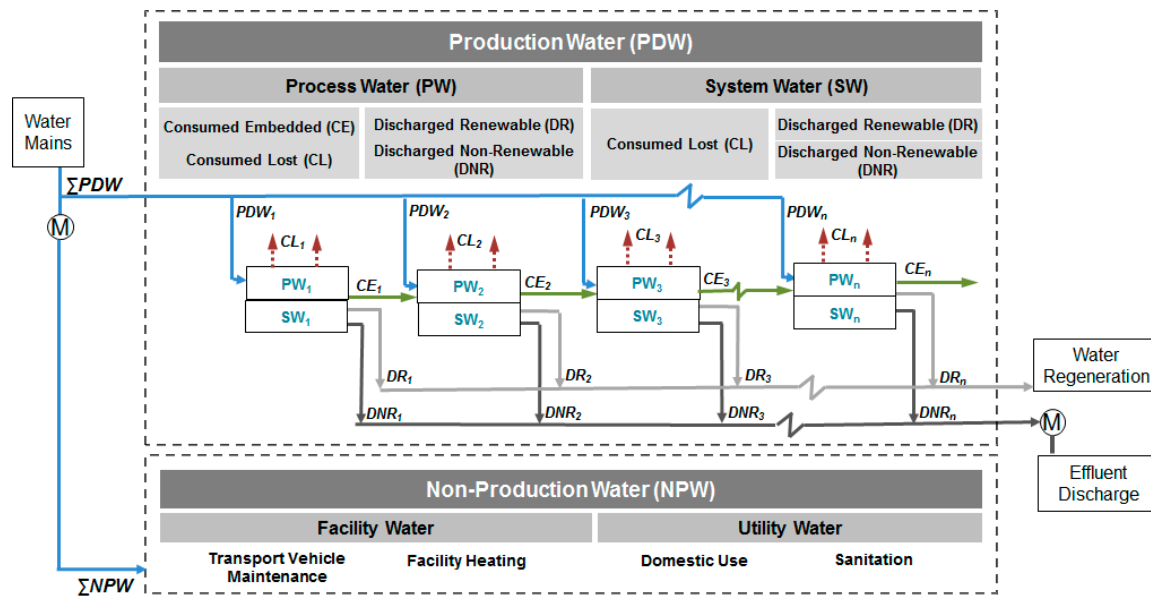 Production Water (PDW)
Process Water (PW)
System Water (SW)
Consumed Embedded (CE)
Consumed Lost (CL)
Discharged Renewable (DR)
Discharged Non-Renewable
(DNR)
Consumed Lost (CL)
Discharged Renewable (DR)
Discharged Non-Renewable
(DNR)
Water
Mains
∑PDW
M
PDW₁
PDW₂
PDW₃
PDWₙ
CL₁
CL₂
CL₃
CLₙ
PW₁
SW₁
CE₁
PW₂
SW₂
CE₂
PW₃
SW₃
CE₃
PWₙ
SWₙ
CEₙ
DR₁
DR₂
DR₃
DRₙ
Water
Regeneration
DNR₁
DNR₂
DNR₃
DNRₙ
M
Effluent
Discharge
Non-Production Water (NPW)
Facility Water
Utility Water
Transport Vehicle
Maintenance
Facility Heating
Domestic Use
Sanitation
∑NPW